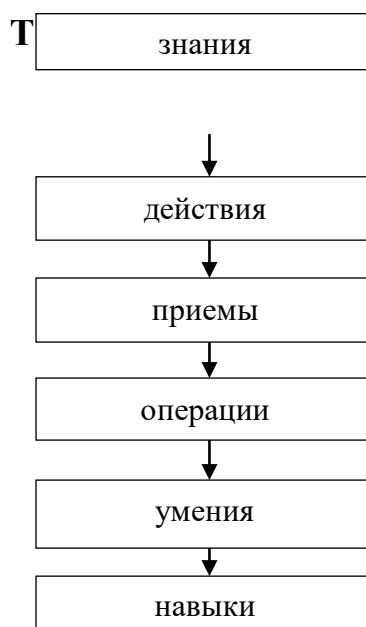 Т
знания
действия
приемы
операции
умения
навыки